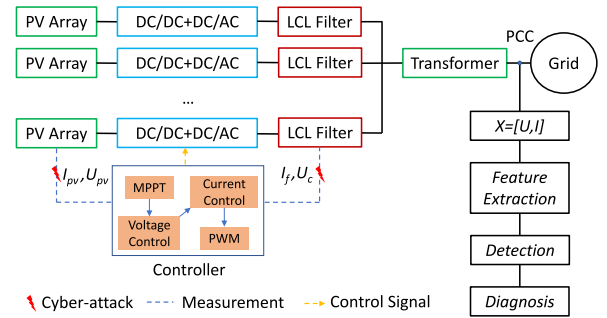 PV Array DC/DC+DC/AC LCL Filter
PCC
PV Array DC/DC+DC/AC LCL Filter Transformer Grid
...
PV Array DC/DC+DC/AC LCL Filter
X=[U,I]
Ipv,Upv
If,Uc
MPPT
Current
Control
Voltage
Control
PWM
Controller
Feature
Extraction
Detection
Diagnosis
Cyber-attack Measurement Control Signal